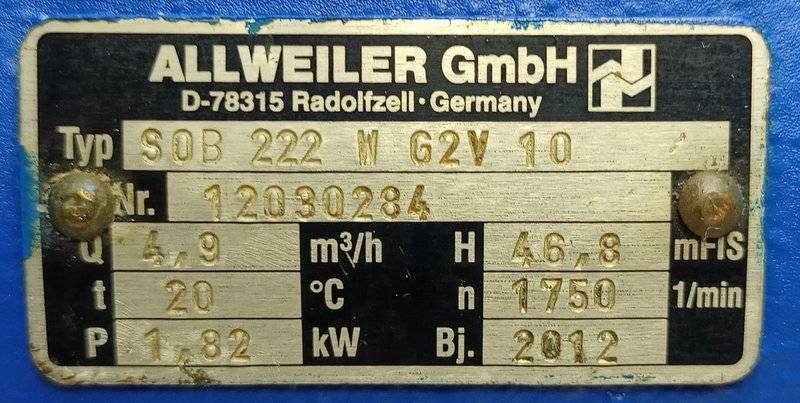 ALLWEILER GmbH
D-78315 Radolfzell · Germany
Typ SOB 222 W G2V 10
Nr. 12030284
Q 4,9 m³/h H 46,8 mFlS
t 20 °C n 1750 1/min
P 1,82 kW Bj. 2012